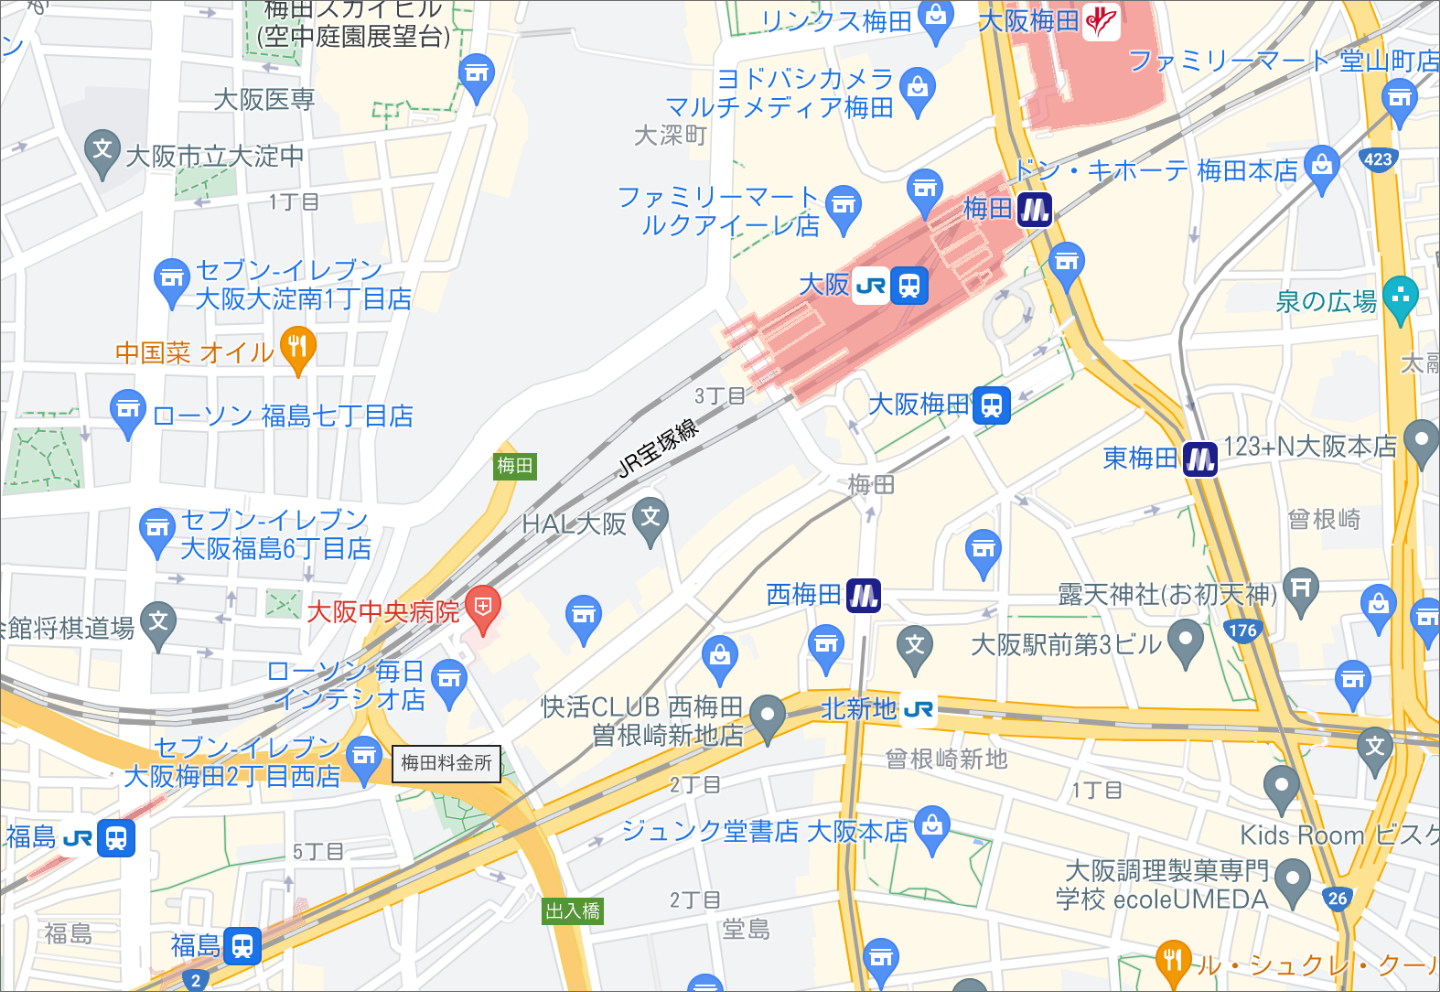 梅田スカイビル
(空中庭園展望台)
リンクス梅田
大阪梅田
ファミリーマート 堂山町店
ヨドバシカメラ
マルチメディア梅田
大阪医専
大深町
423
大阪市立大淀中
文
ドン・キホーテ 梅田本店
1丁目
ファミリーマート
ルクアイーレ店
梅田
セブン-イレブン
大阪大淀南1丁目店
大阪
JR
泉の広場
中国菜 オイル
太融
3丁目
大阪梅田
ローソン 福島七丁目店
JR宝塚線
梅田
東梅田
123+N大阪本店
梅田
セブン-イレブン
大阪福島6丁目店
HAL大阪
文
曾根崎
大阪中央病院
西梅田
露天神社(お初天神)
会館将棋道場
文
文
大阪駅前第3ビル
176
ローソン 毎日
インテシオ店
快活CLUB 西梅田
曽根崎新地店
北新地
JR
セブン-イレブン
大阪梅田2丁目西店
梅田料金所
曾根崎新地
文
2丁目
1丁目
福島
JR
ジュンク堂書店 大阪本店
Kids Room ビスケ
5丁目
大阪調理製菓専門
学校 ecoleUMEDA
26
2丁目
出入橋
堂島
福島
福島
ル・シュクレ・クール
2